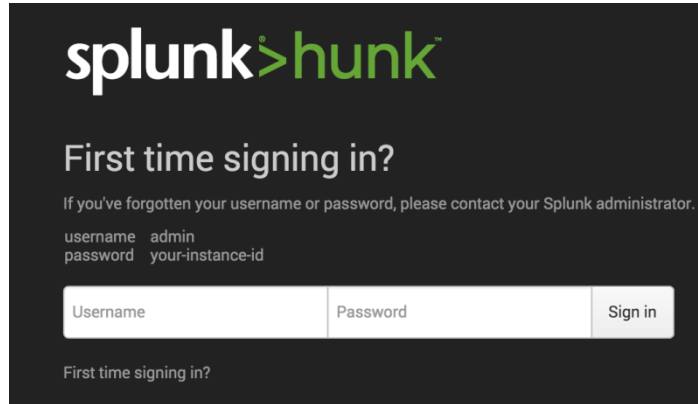 splunk>hunk™
First time signing in?
If you've forgotten your username or password, please contact your Splunk administrator.
username admin
password your-instance-id
Username Password Sign in
First time signing in?